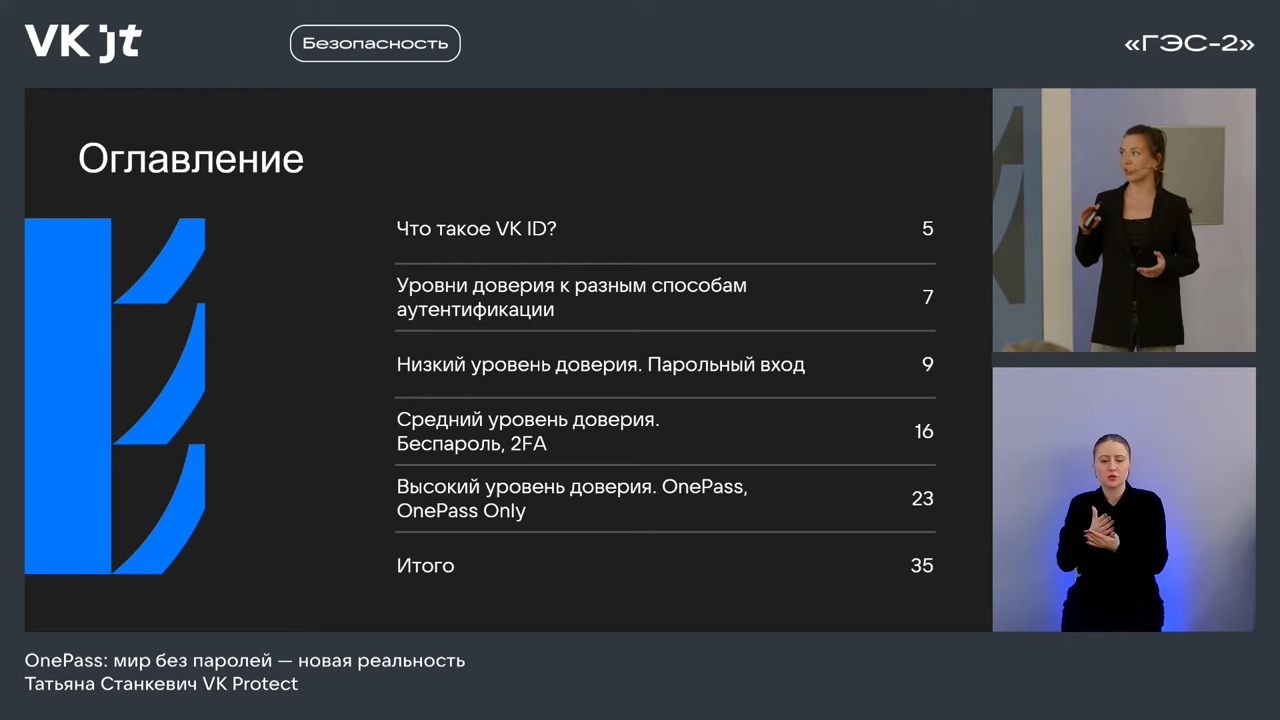 VK jt
Безопасность
«ГЭС-2»
Оглавление
Что такое VK ID? 5
Уровни доверия к разным способам
аутентификации 7
Низкий уровень доверия. Парольный вход 9
Средний уровень доверия.
Беспароль, 2FA 16
Высокий уровень доверия. OnePass,
OnePass Only 23
Итого 35
OnePass: мир без паролей — новая реальность
Татьяна Станкевич VK Protect